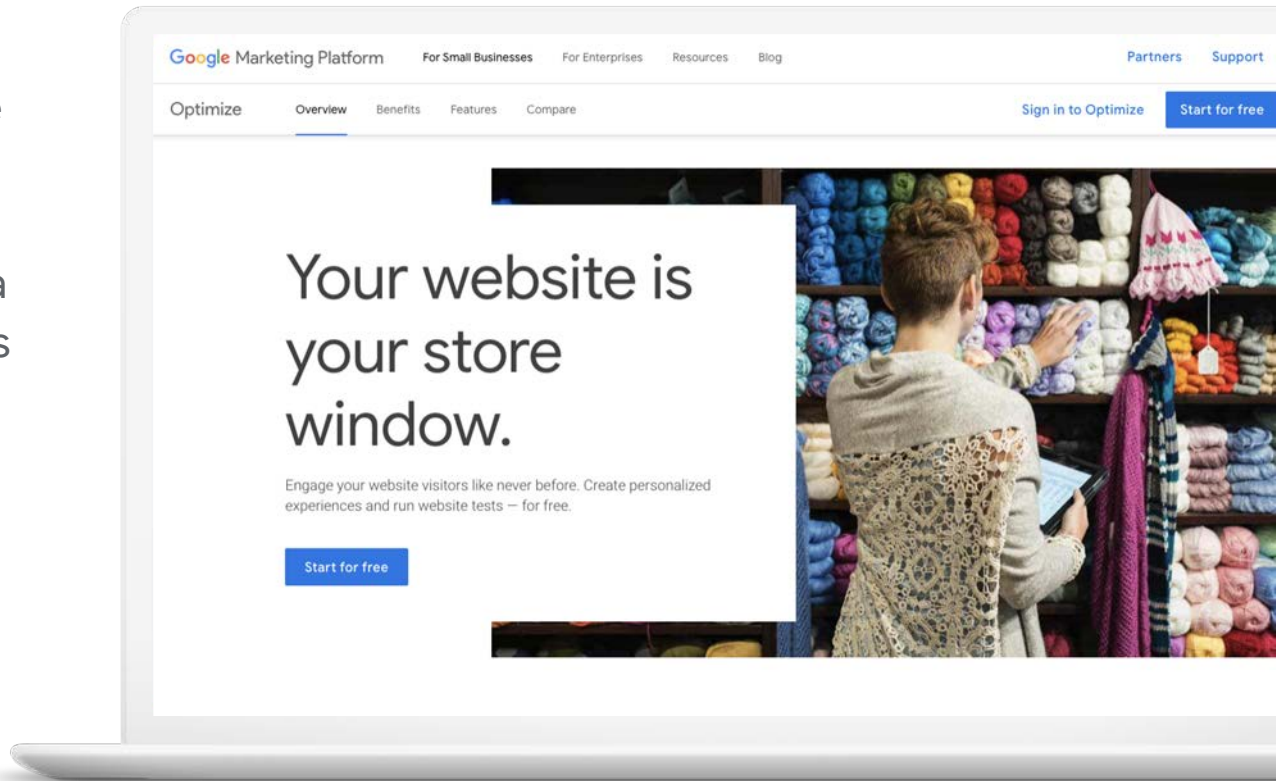 Google Marketing Platform For Small Businesses For Enterprises Resources Blog Partners Support
Optimize Overview Benefits Features Compare Sign in to Optimize Start for free
Your website is
your store
window.
Engage your website visitors like never before. Create personalized
experiences and run website tests — for free.
Start for free